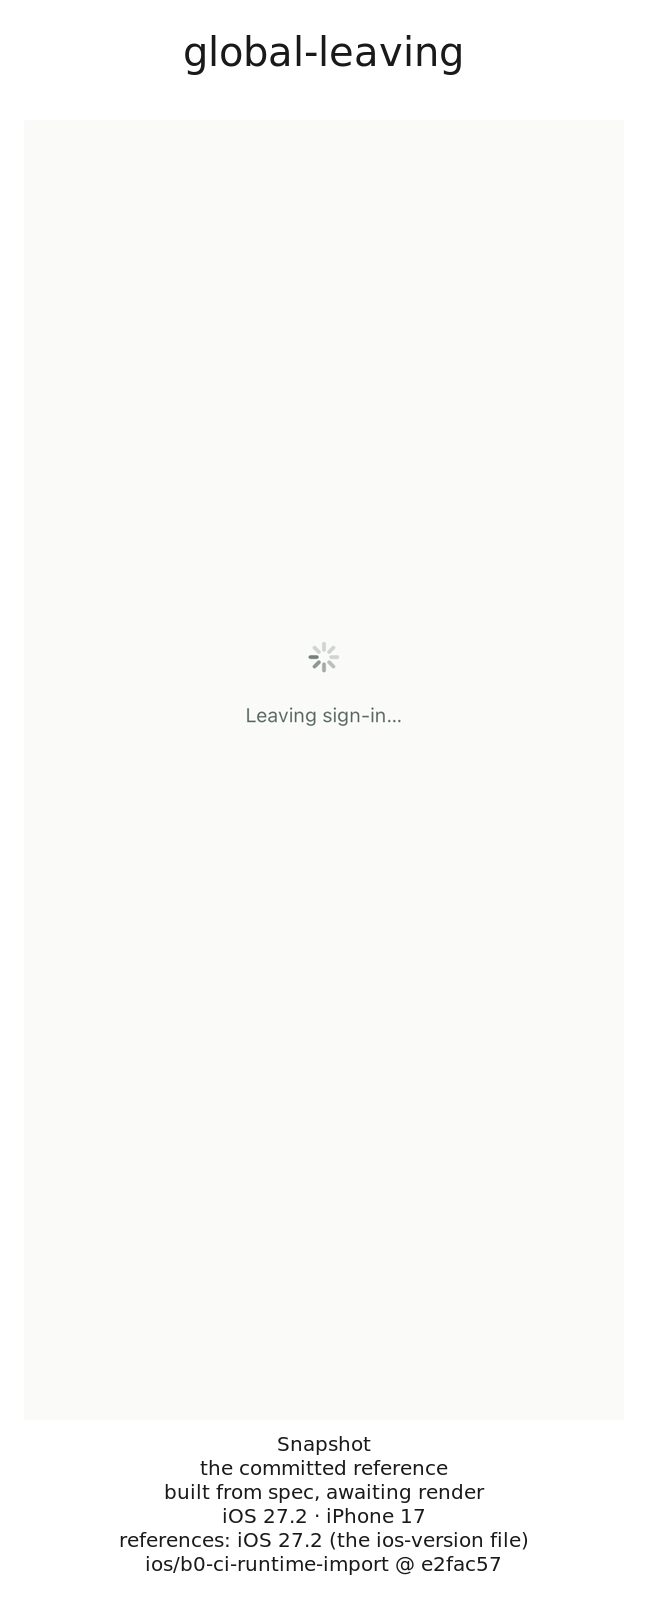 global-leaving
Leaving sign-in...
Snapshot
the committed reference
built from spec, awaiting render
iOS 27.2 · iPhone 17
references: iOS 27.2 (the ios-version file)
ios/b0-ci-runtime-import @ e2fac57